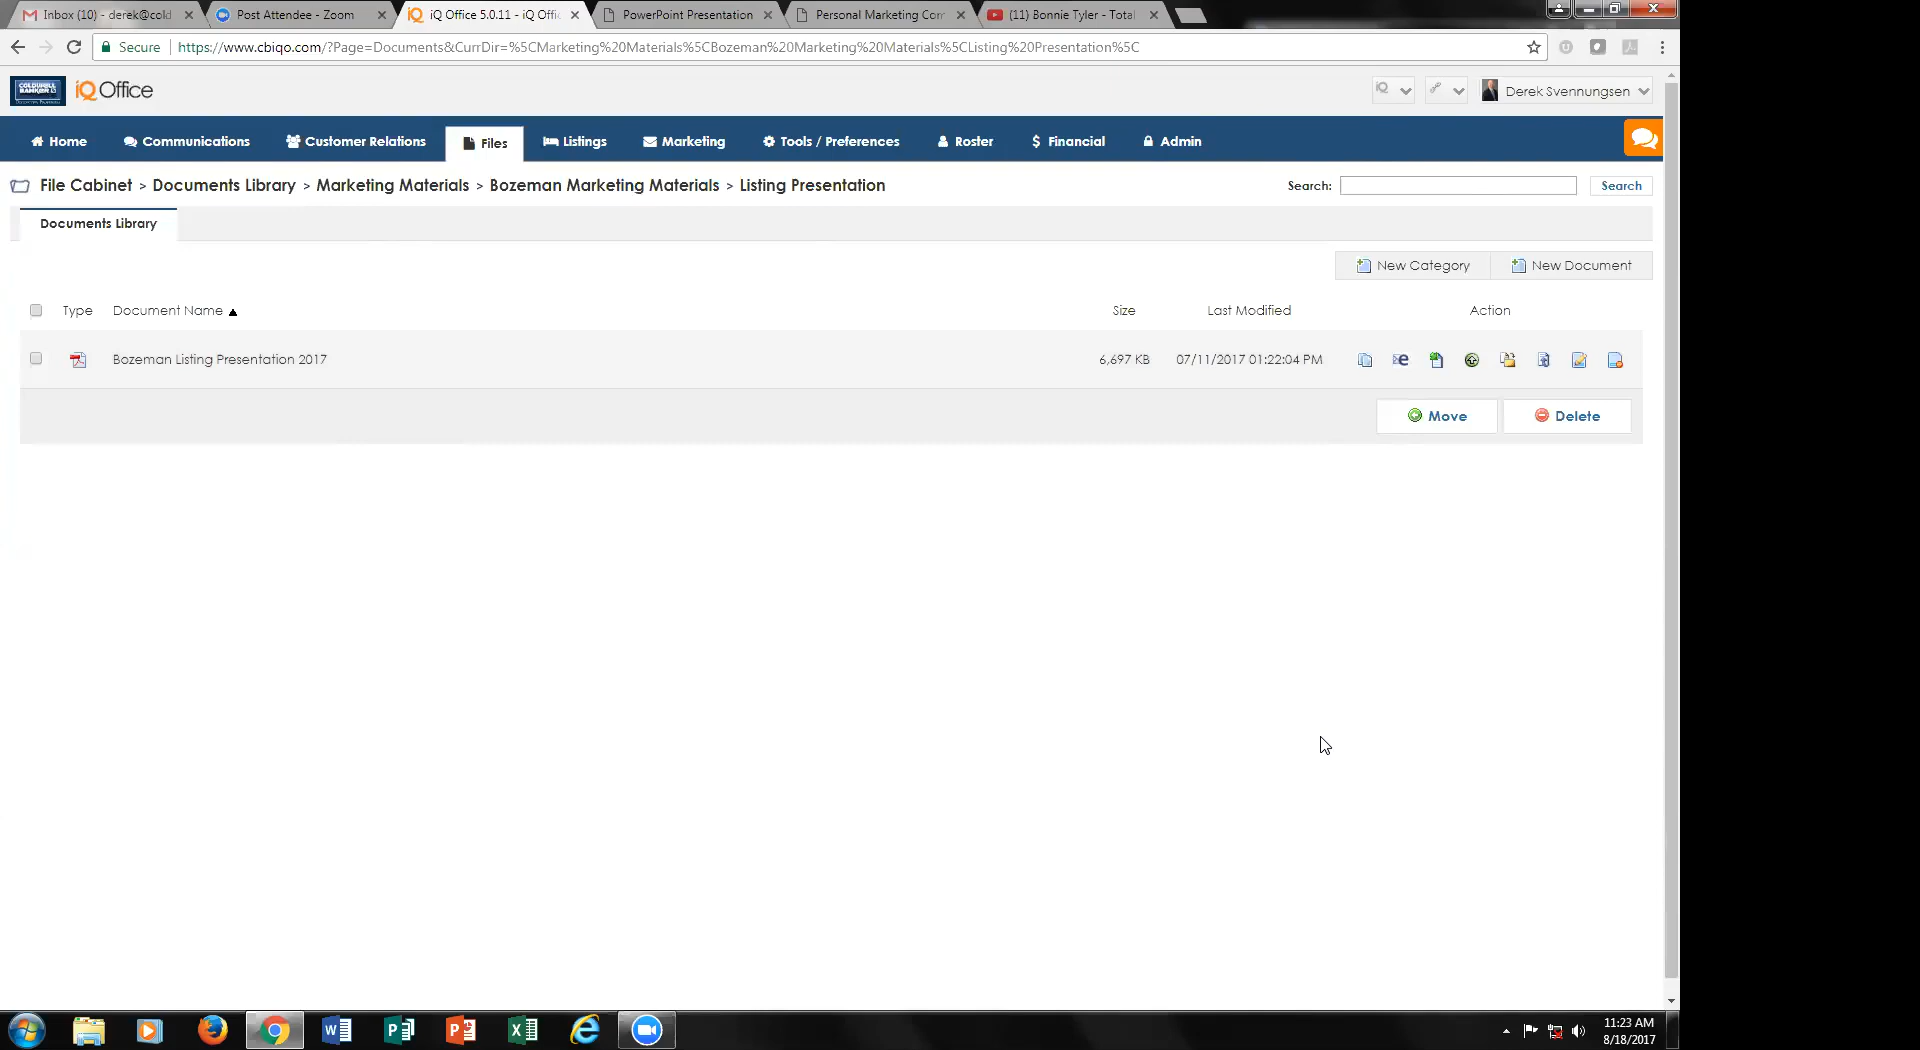 Inbox (10) - derek@cold
Post Attendee - Zoom
iQ Office 5.0.11 - iQ Offic
PowerPoint Presentation
Personal Marketing Com
(11) Bonnie Tyler - Total
Secure
https://www.cbiqo.com/?Page=Documents&CurrDir=%5CMarketing%20Materials%5CBozeman%20Marketing%20Materials%5CListing%20Presentation%5C
COLDWELL BANKER
iQ Office
iQ
Derek Svennungsen
Home
Communications
Customer Relations
Files
Listings
Marketing
Tools / Preferences
Roster
$ Financial
Admin
File Cabinet > Documents Library > Marketing Materials > Bozeman Marketing Materials > Listing Presentation
Search:
Search
Documents Library
New Category
New Document
Type
Document Name
Size
Last Modified
Action
Bozeman Listing Presentation 2017
6,697 KB
07/11/2017 01:22:04 PM
Move
Delete
11:23 AM
8/18/2017